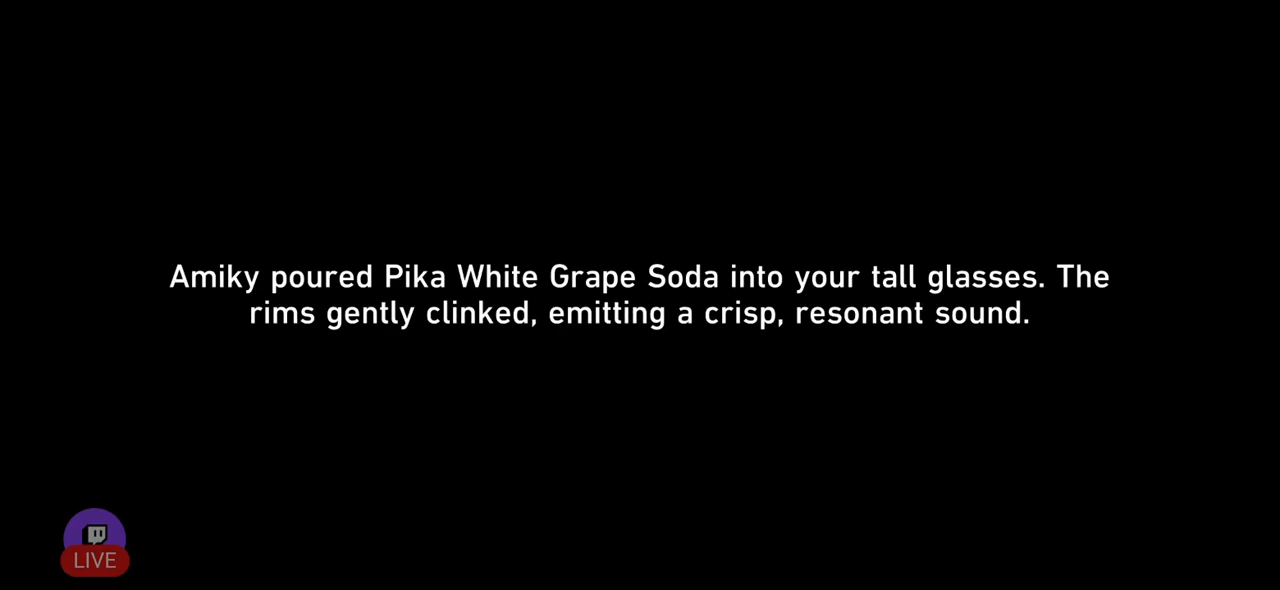 Amiky poured Pika White Grape Soda into your tall glasses. The
rims gently clinked, emitting a crisp, resonant sound.
LIVE